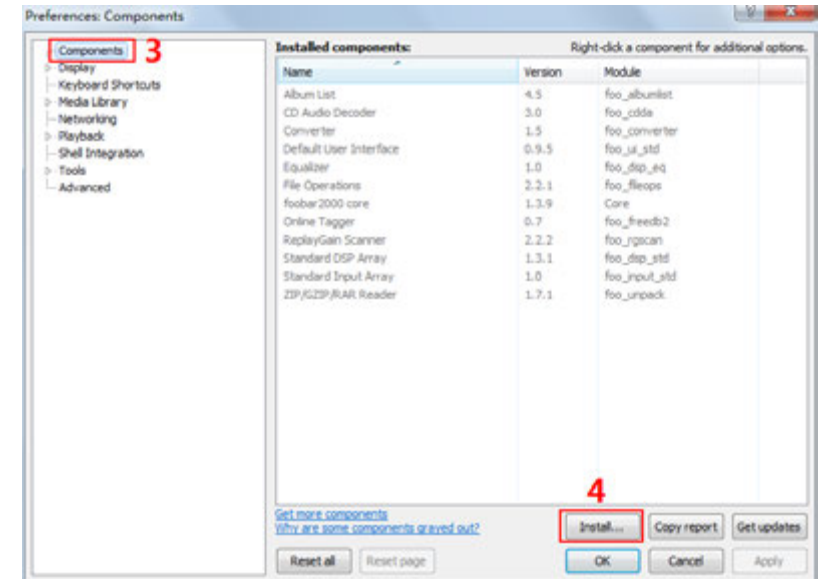 Preferences: Components
Components 3
Display
Keyboard Shortcuts
Media Library
Networking
Playback
Shell Integration
Tools
Advanced
Installed components: Right-click a component for additional options.
Name Version Module
Album List 4.5 foo_albumlist
CD Audio Decoder 3.0 foo_cdda
Converter 1.5 foo_converter
Default User Interface 0.9.5 foo_ui_std
Equalizer 1.0 foo_dsp_eq
File Operations 2.2.1 foo_fileops
foobar2000 core 1.3.9 Core
Online Tagger 0.7 foo_freedb2
ReplayGain Scanner 2.2.2 foo_rgscan
Standard DSP Array 1.3.1 foo_dsp_std
Standard Input Array 1.0 foo_input_std
ZIP/GZIP/RAR Reader 1.7.1 foo_unpack
4
Get more components
Why are some components grayed out?
Install... Copy report Get updates
Reset all Reset page OK Cancel Apply